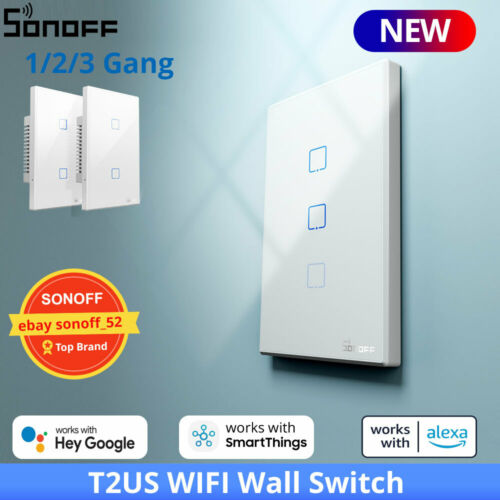 SONOFF
NEW
1/2/3 Gang
SONOFF
ebay sonoff_52
Top Brand
SONOFF
works with
Hey Google
works with
SmartThings
works with
alexa
T2US WIFI Wall Switch